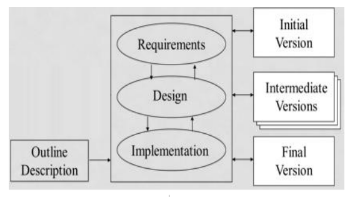 Requirements
Design
Implementation
Outline
Description
Initial
Version
Intermediate
Versions
Final
Version